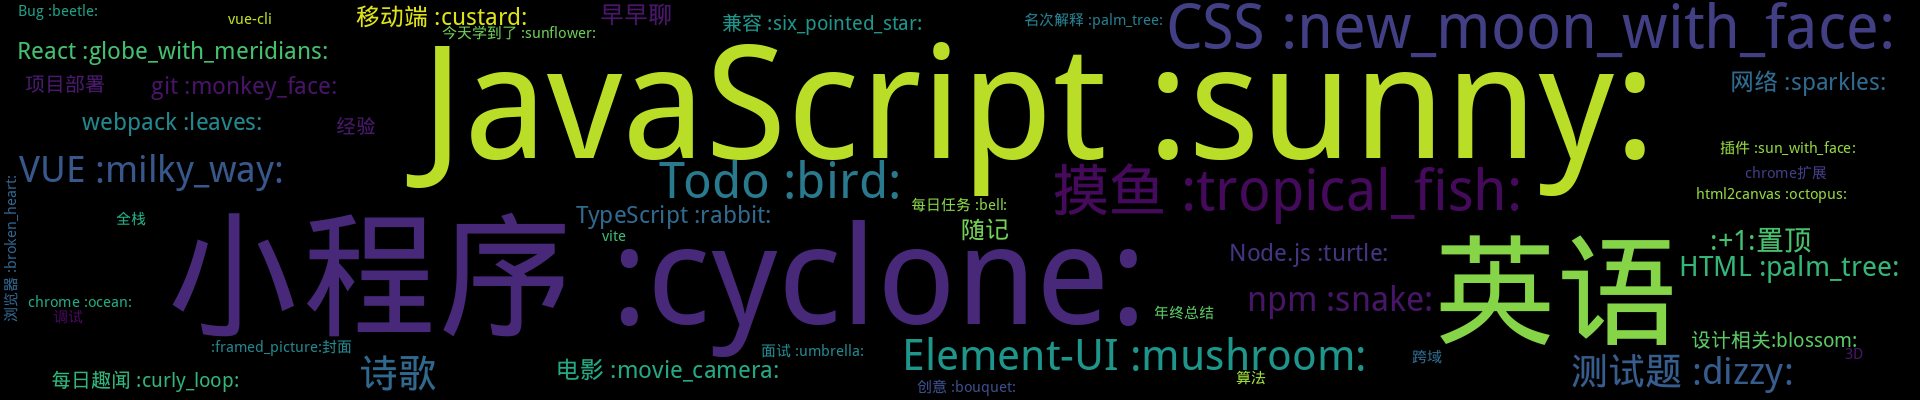 Bug :beetle:
vue-cli
移动端 :custard:
早早聊
兼容 :six_pointed_star:
名次解释 :palm_tree:
CSS :new_moon_with_face:
今天学到了 :sunflower:
React :globe_with_meridians:
JavaScript :sunny:
项目部署
git :monkey_face:
网络 :sparkles:
webpack :leaves:
经验
插件 :sun_with_face:
VUE :milky_way:
Todo :bird:
摸鱼 :tropical_fish:
chrome扩展
html2canvas :octopus:
浏览器 :broken_heart:
全栈
TypeScript :rabbit:
每日任务 :bell:
随记
vite
小程序 :cyclone:
Node.js :turtle:
英语
:+1:置顶
HTML :palm_tree:
chrome :ocean:
调试
npm :snake:
年终总结
:framed_picture:封面
面试 :umbrella:
Element-UI :mushroom:
设计相关:blossom:
跨域
3D
每日趣闻 :curly_loop:
诗歌
电影 :movie_camera:
创意 :bouquet:
算法
测试题 :dizzy: